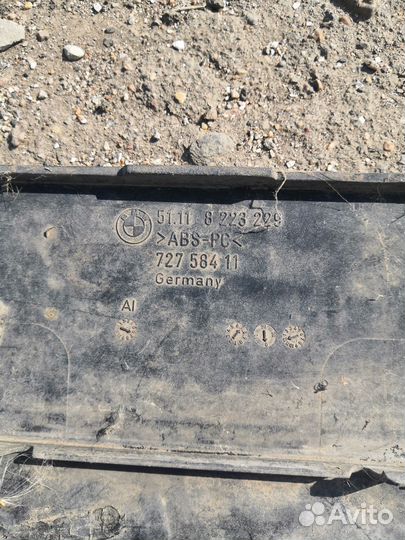 51.11 8 223 229
>ABS-PC<
727 584 11
Germany
AI
Avito